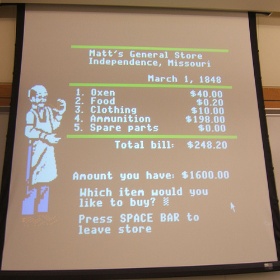 Matt's General Store
Independence, Missouri
March 1, 1848
1. Oxen $40.00
2. Food $0.20
3. Clothing $10.00
4. Ammunition $198.00
5. Spare parts $0.00
Total bill: $248.20
Amount you have: $1600.00
Which item would you
like to buy?
Press SPACE BAR to
leave store